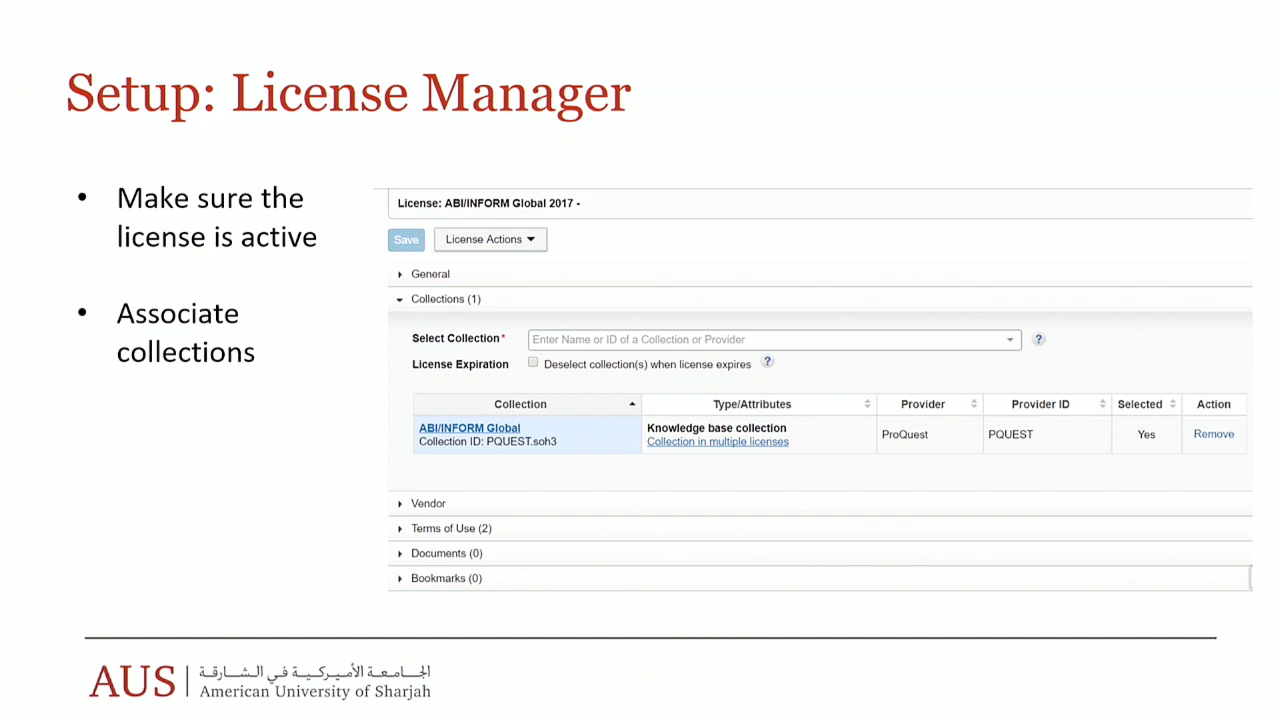 Setup: License Manager
• Make sure the
license is active
• Associate
collections
License: ABI/INFORM Global 2017 -
Save License Actions
General
Collections (1)
Select Collection* Enter Name or ID of a Collection or Provider ?
License Expiration Deselect collection(s) when license expires ?
Collection Type/Attributes Provider Provider ID Selected Action
ABI/INFORM Global Knowledge base collection
Collection ID: PQUEST.soh3 Collection in multiple licenses ProQuest PQUEST Yes Remove
Vendor
Terms of Use (2)
Documents (0)
Bookmarks (0)
AUS
الجامعة الأميركية في الشارقة
American University of Sharjah